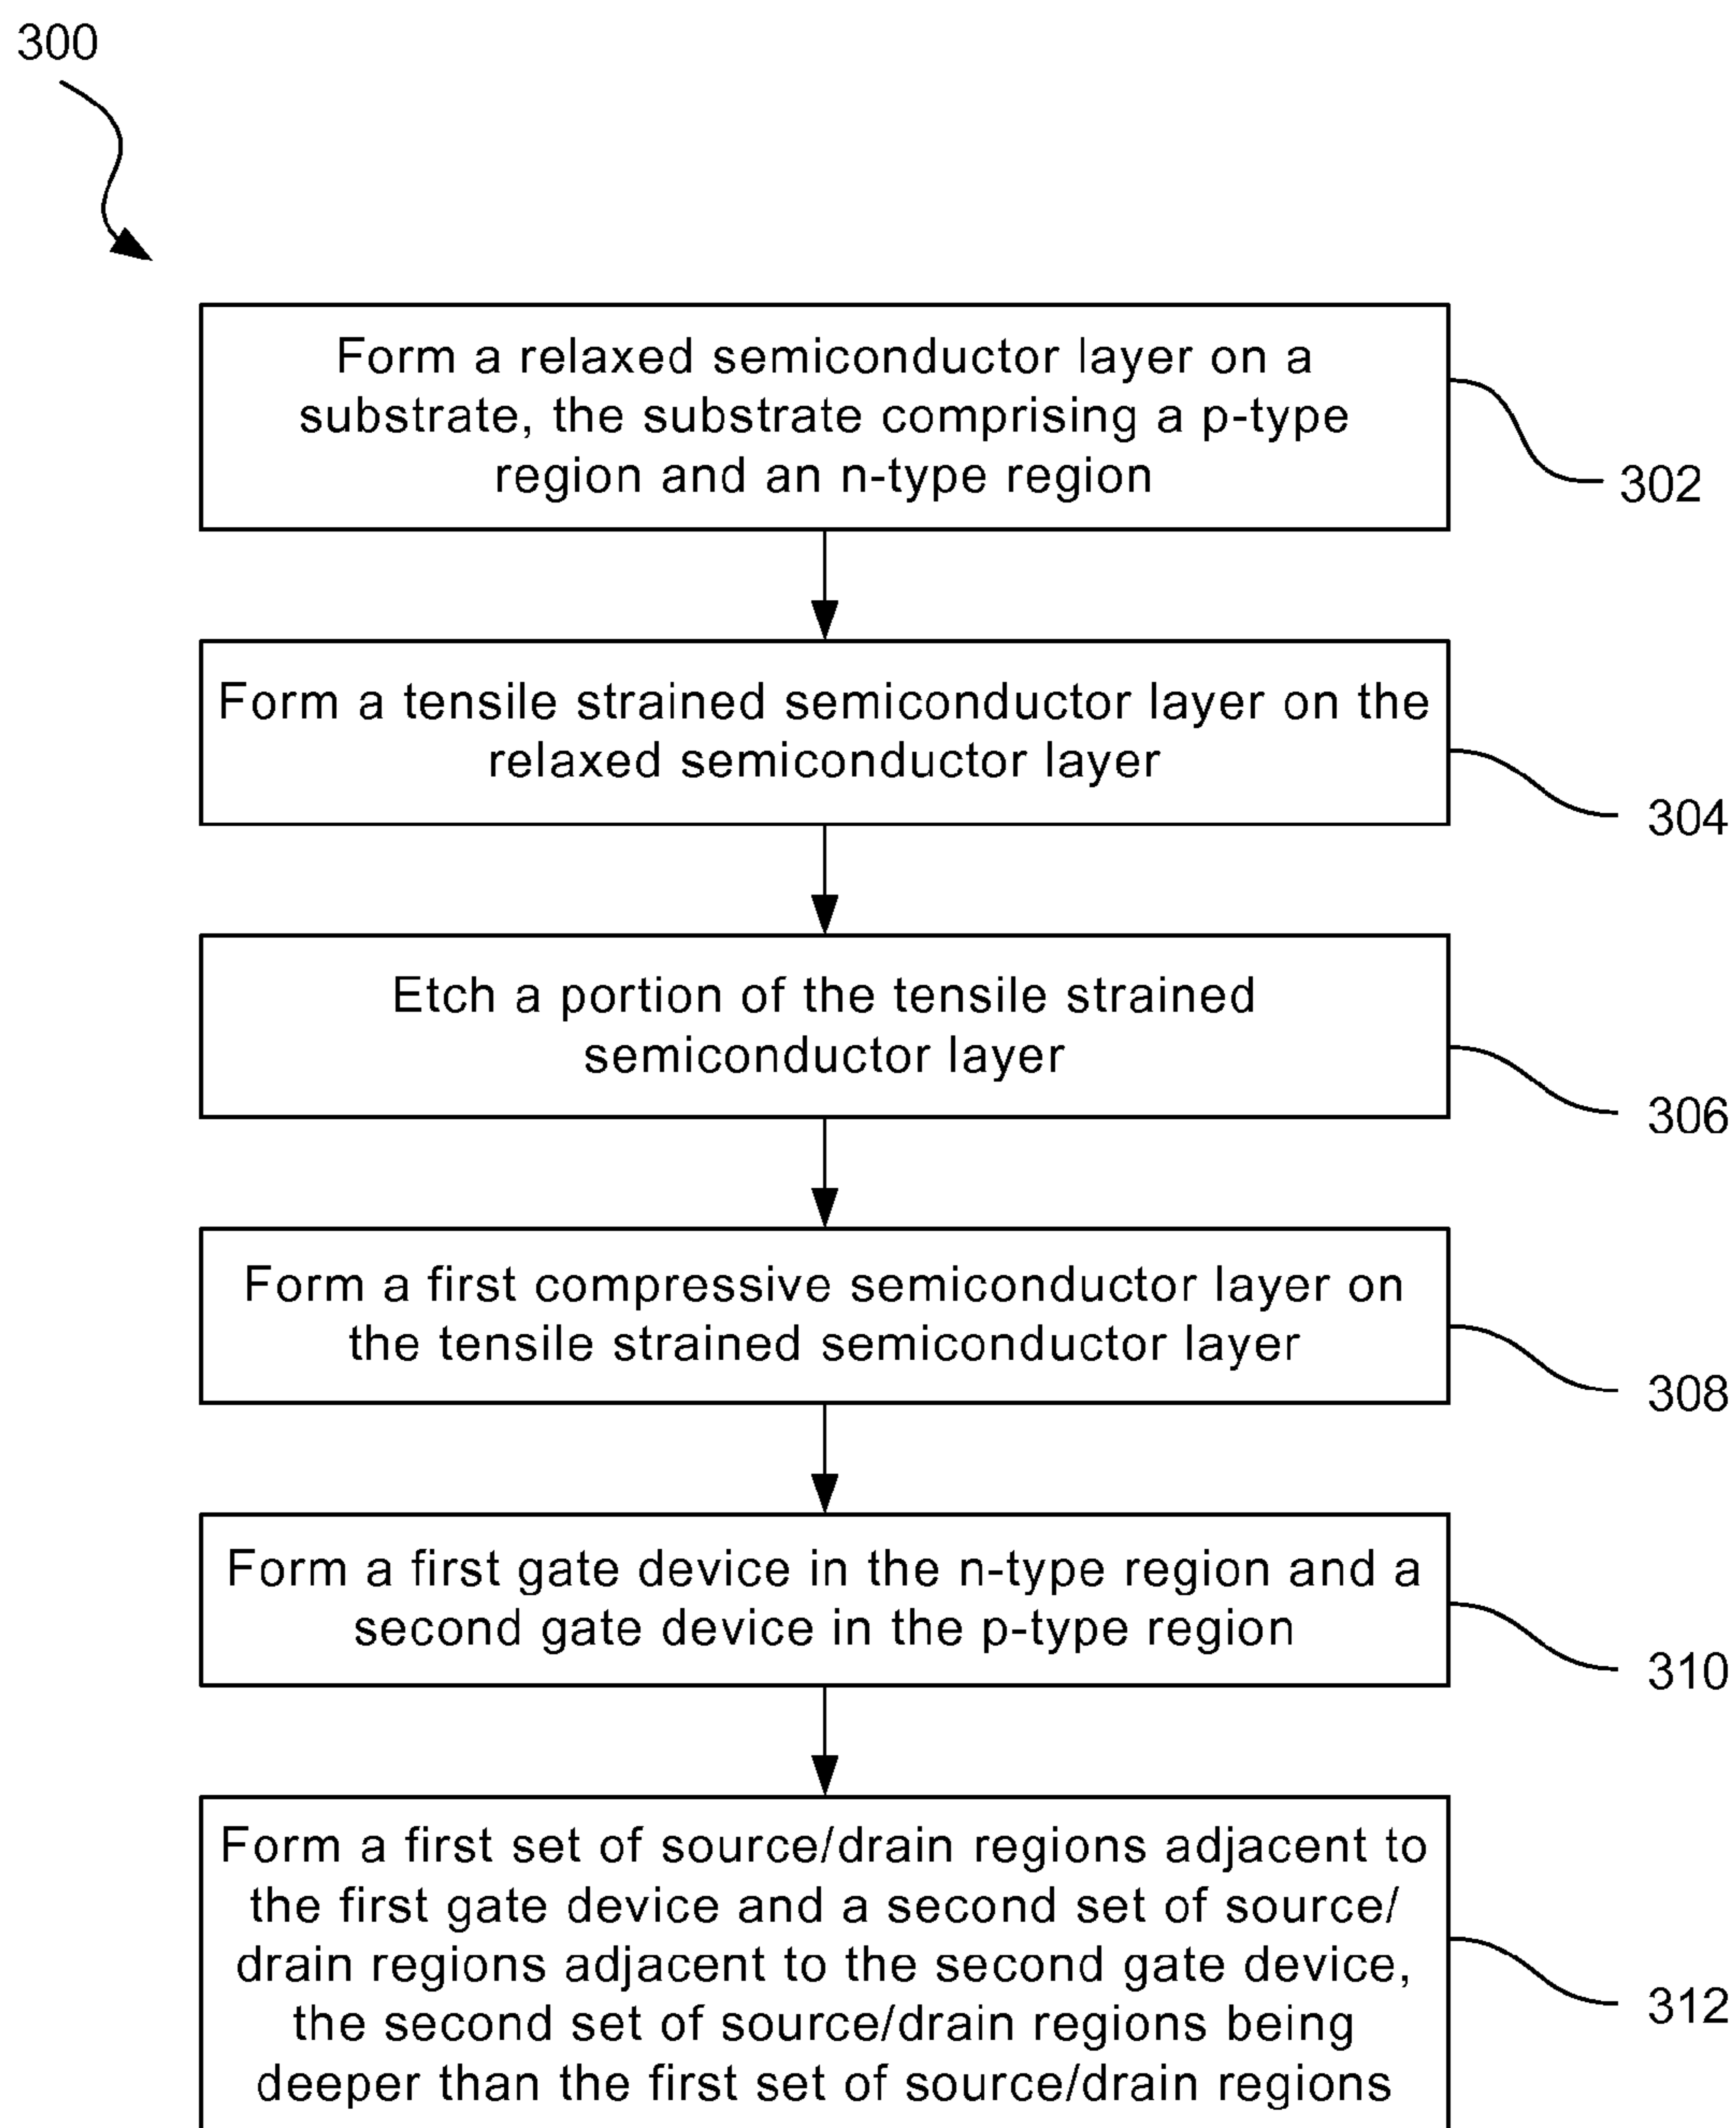 300
Form a relaxed semiconductor layer on a
substrate, the substrate comprising a p-type
region and an n-type region
302
Form a tensile strained semiconductor layer on the
relaxed semiconductor layer
304
Etch a portion of the tensile strained
semiconductor layer
306
Form a first compressive semiconductor layer on
the tensile strained semiconductor layer
308
Form a first gate device in the n-type region and a
second gate device in the p-type region
310
Form a first set of source/drain regions adjacent to
the first gate device and a second set of source/
drain regions adjacent to the second gate device,
the second set of source/drain regions being
deeper than the first set of source/drain regions
312